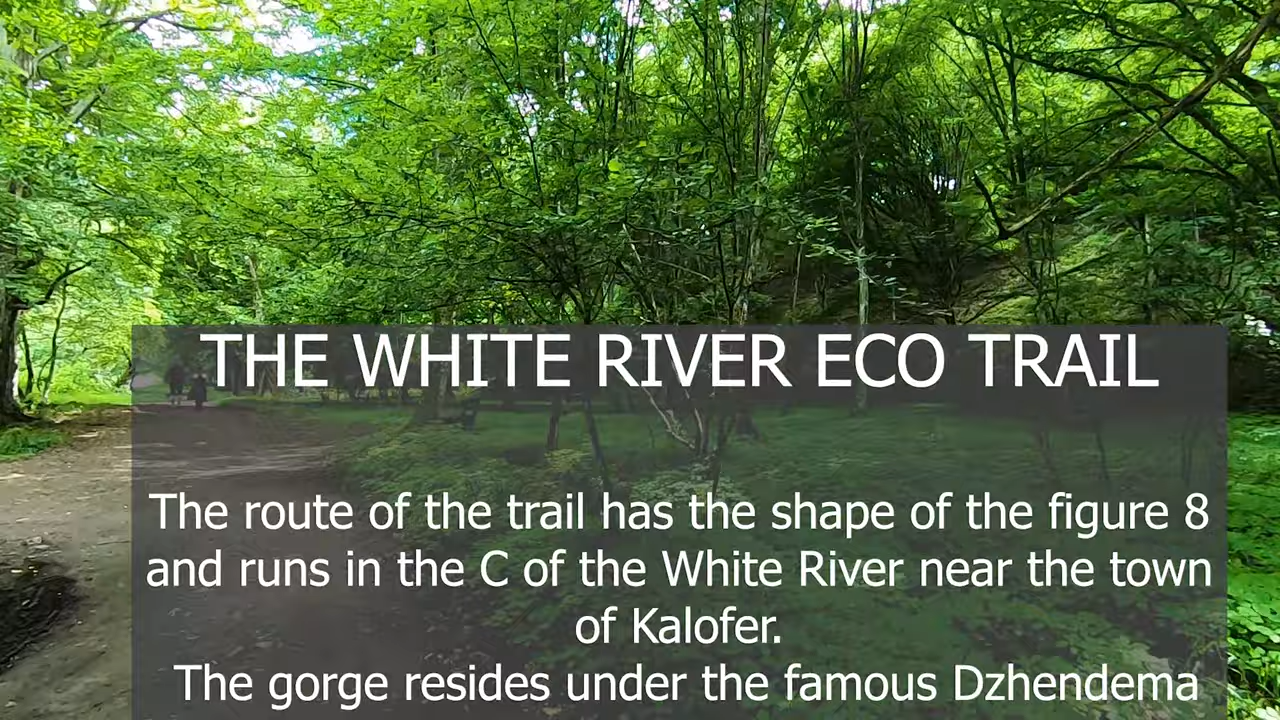 THE WHITE RIVER ECO TRAIL
The route of the trail has the shape of the figure 8
and runs in the C of the White River near the town
of Kalofer.
The gorge resides under the famous Dzhendema